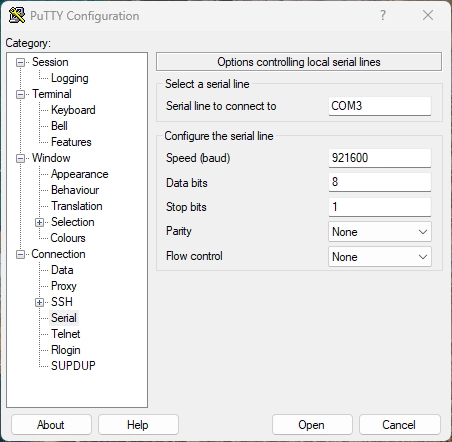 PuTTY Configuration
Category:
Session
Logging
Terminal
Keyboard
Bell
Features
Window
Appearance
Behaviour
Translation
Selection
Colours
Connection
Data
Proxy
SSH
Serial
Telnet
Rlogin
SUPDUP
Options controlling local serial lines
Select a serial line
Serial line to connect to COM3
Configure the serial line
Speed (baud) 921600
Data bits 8
Stop bits 1
Parity None
Flow control None
About Help Open Cancel